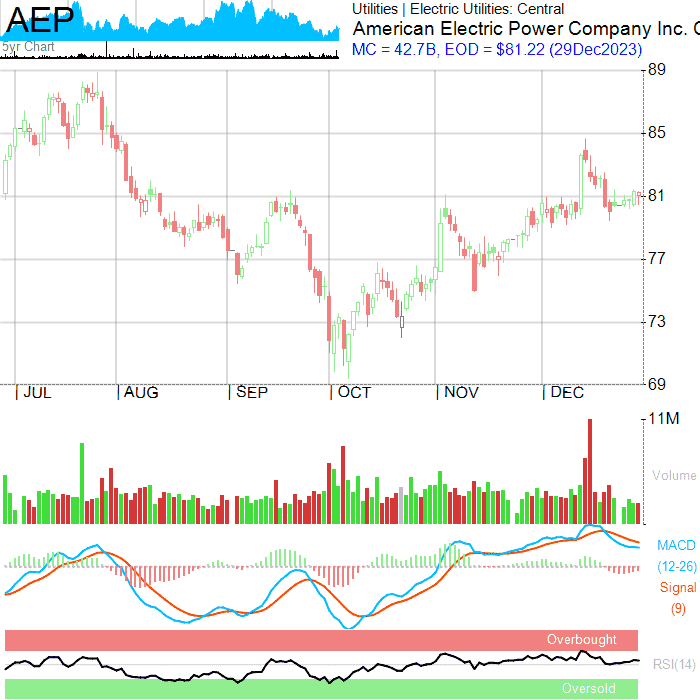 AEP
5yr Chart
Utilities | Electric Utilities: Central
American Electric Power Company Inc.
MC = 42.7B, EOD = $81.22 (29Dec2023)
89
85
81
77
73
69
JUL AUG SEP OCT NOV DEC
11M
Volume
MACD
(12-26)
Signal
(9)
Overbought
RSI(14)
Oversold